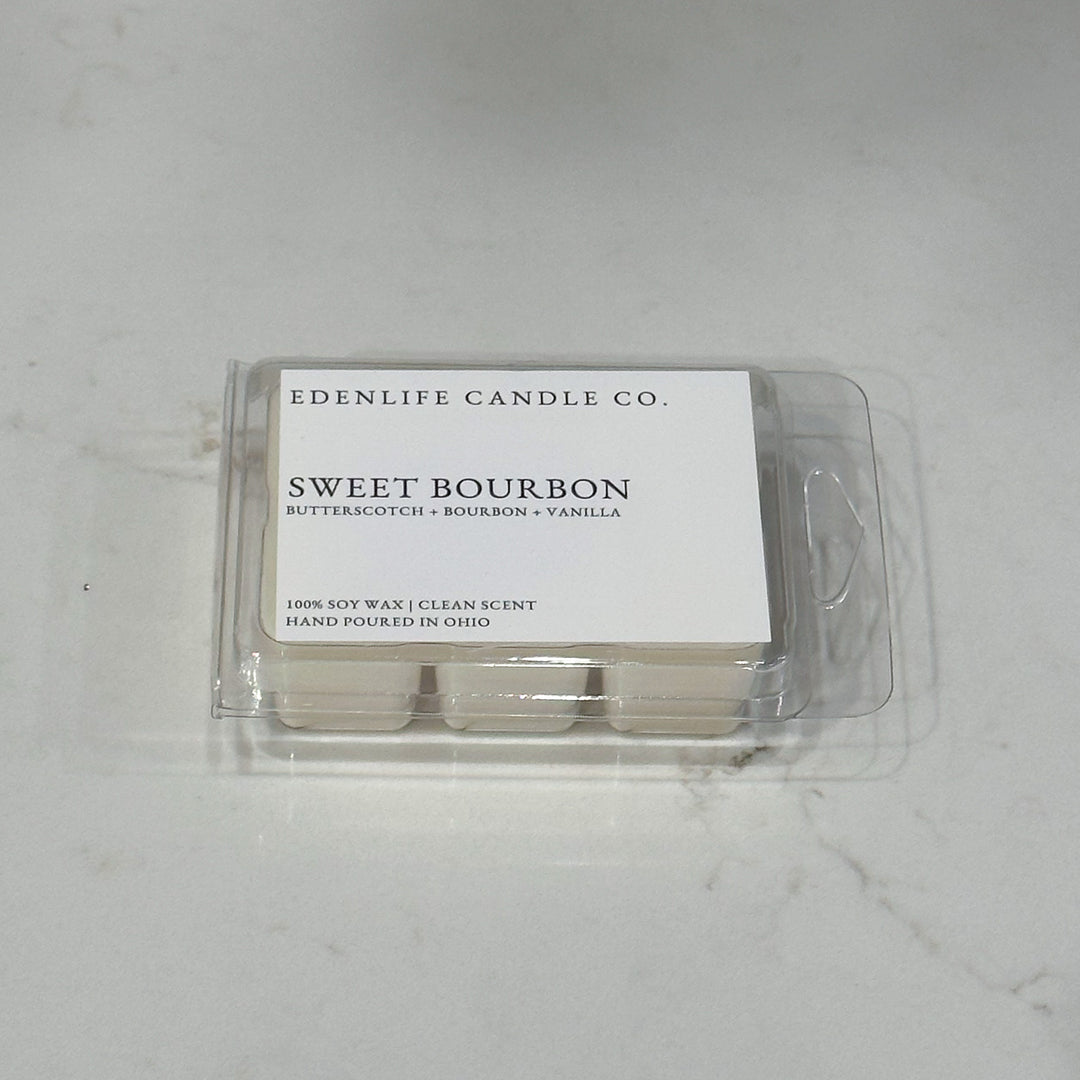 EDENLIFE CANDLE CO.
SWEET BOURBON
BUTTERSCOTCH + BOURBON + VANILLA
100% SOY WAX | CLEAN SCENT
HAND POURED IN OHIO